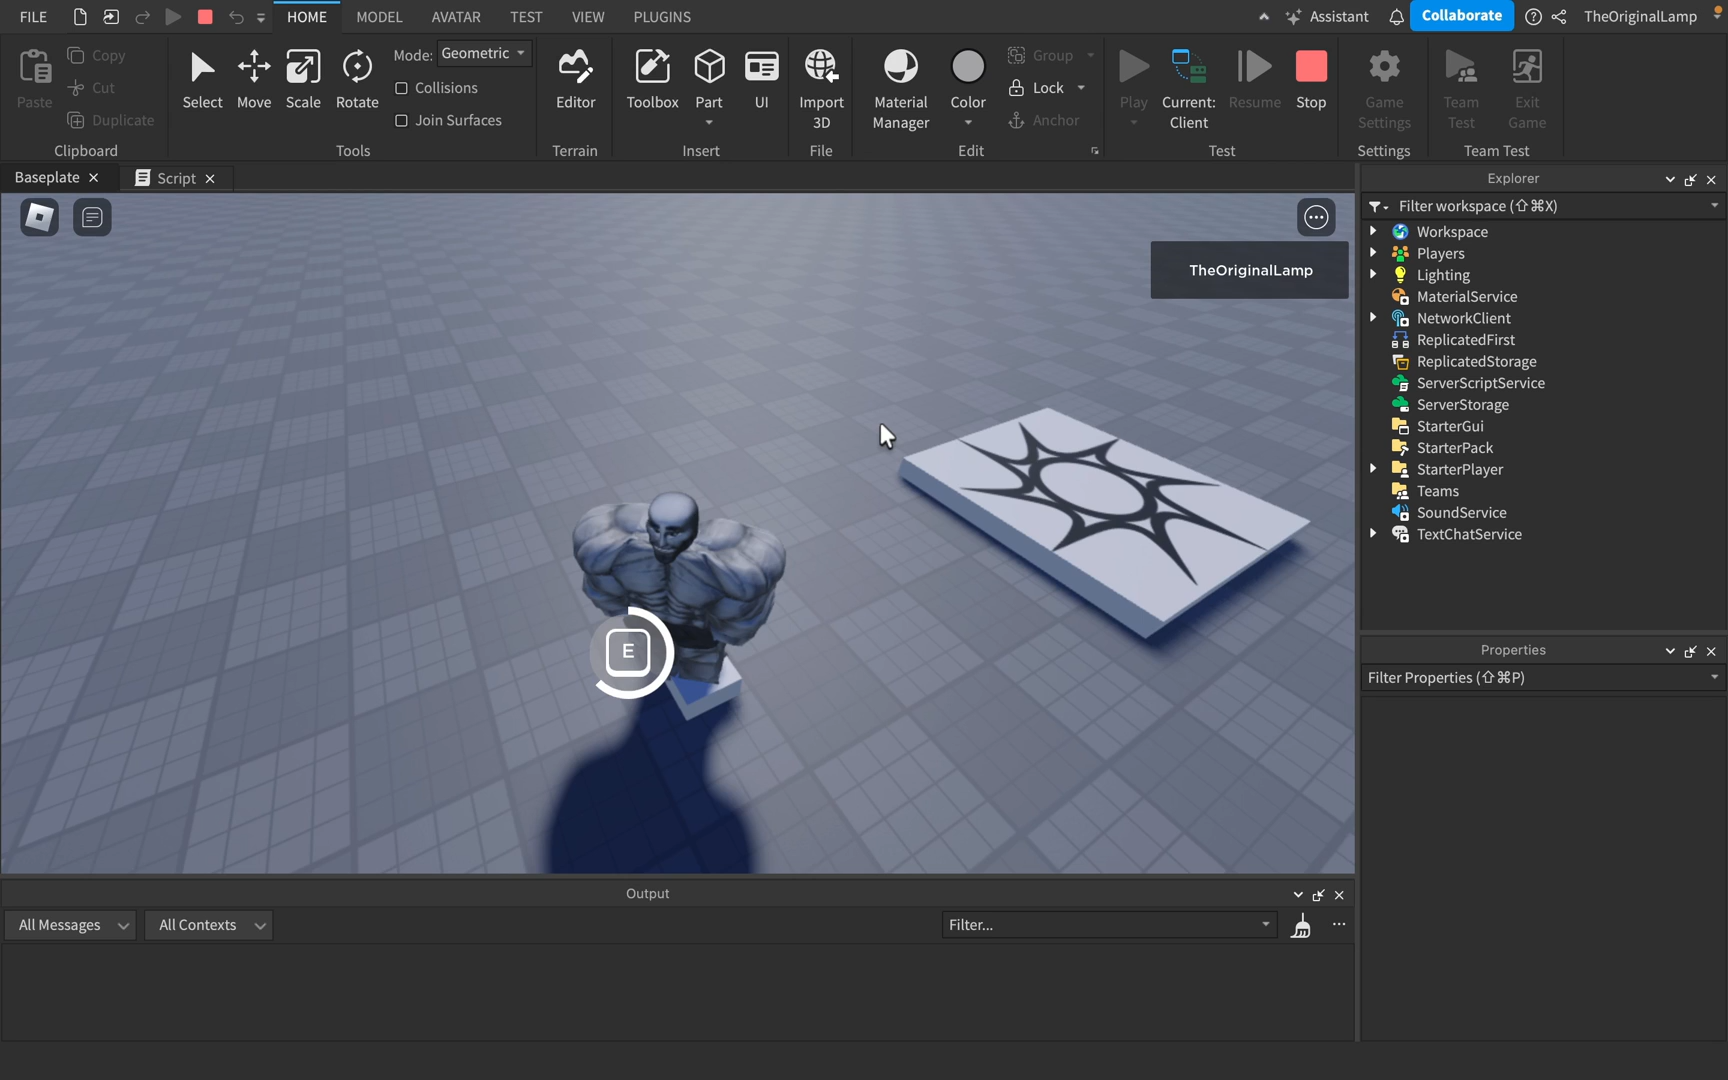 FILE
HOME
MODEL
AVATAR
TEST
VIEW
PLUGINS
Assistant
Collaborate
TheOriginalLamp
Paste
Copy
Cut
Duplicate
Clipboard
Select
Move
Scale
Rotate
Mode: Geometric
Collisions
Join Surfaces
Tools
Editor
Terrain
Toolbox
Part
UI
Insert
Import
3D
File
Material
Manager
Color
Group
Lock
Anchor
Edit
Play
Current:
Client
Resume
Stop
Test
Game
Settings
Settings
Team
Test
Exit
Game
Team Test
Baseplate
Script
TheOriginalLamp
E
Explorer
Filter workspace (⇧⌘X)
Workspace
Players
Lighting
MaterialService
NetworkClient
ReplicatedFirst
ReplicatedStorage
ServerScriptService
ServerStorage
StarterGui
StarterPack
StarterPlayer
Teams
SoundService
TextChatService
Properties
Filter Properties (⇧⌘P)
Output
All Messages
All Contexts
Filter...